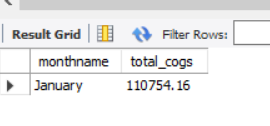 Result Grid Filter Rows:
monthname total_cogs
January 110754.16